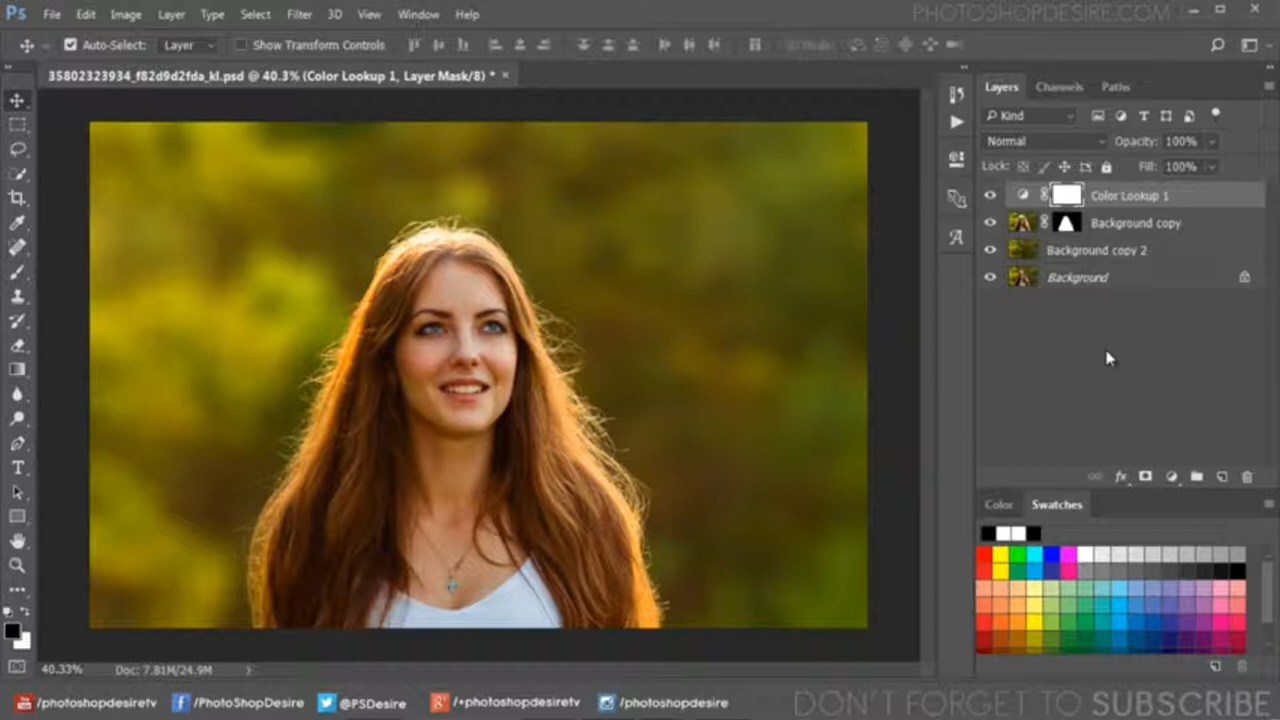 Ps File Edit Image Layer Type Select Filter 3D View Window Help PHOTOSHOPDESIRE.COM
Auto-Select: Layer Show Transform Controls
35802323934_f82d9d2fda_kl.psd @ 40.3% (Color Lookup 1, Layer Mask/8) *
Layers Channels Paths
Kind
Normal Opacity: 100%
Lock: Fill: 100%
Color Lookup 1
Background copy
Background copy 2
Background
Color Swatches
40.33% Doc: 7.81M/24.9M
/photoshopdesiretv /PhotoShopDesire @PSDesire /+photoshopdesiretv /photoshopdesire DON'T FORGET TO SUBSCRIBE